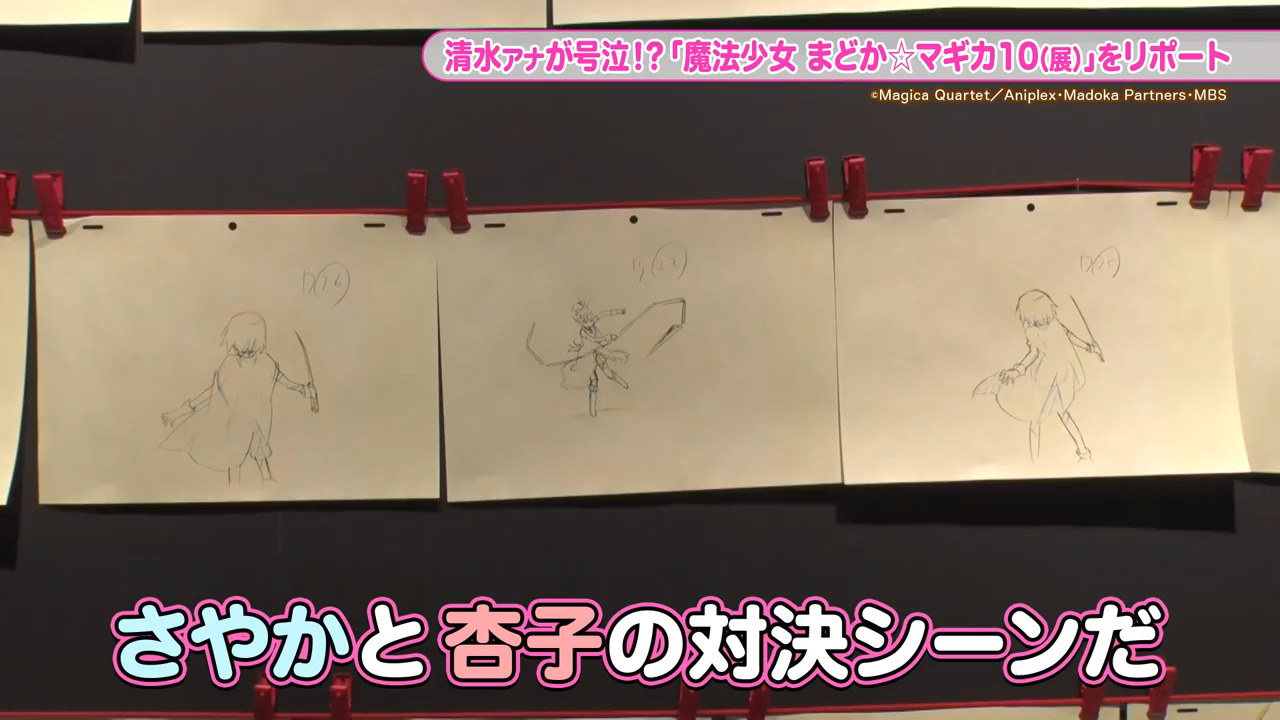 清水アナが号泣!?「魔法少女 まどか☆マギカ10(展)」をリポート
©Magica Quartet／Aniplex・Madoka Partners・MBS
さやかと杏子の対決シーンだ